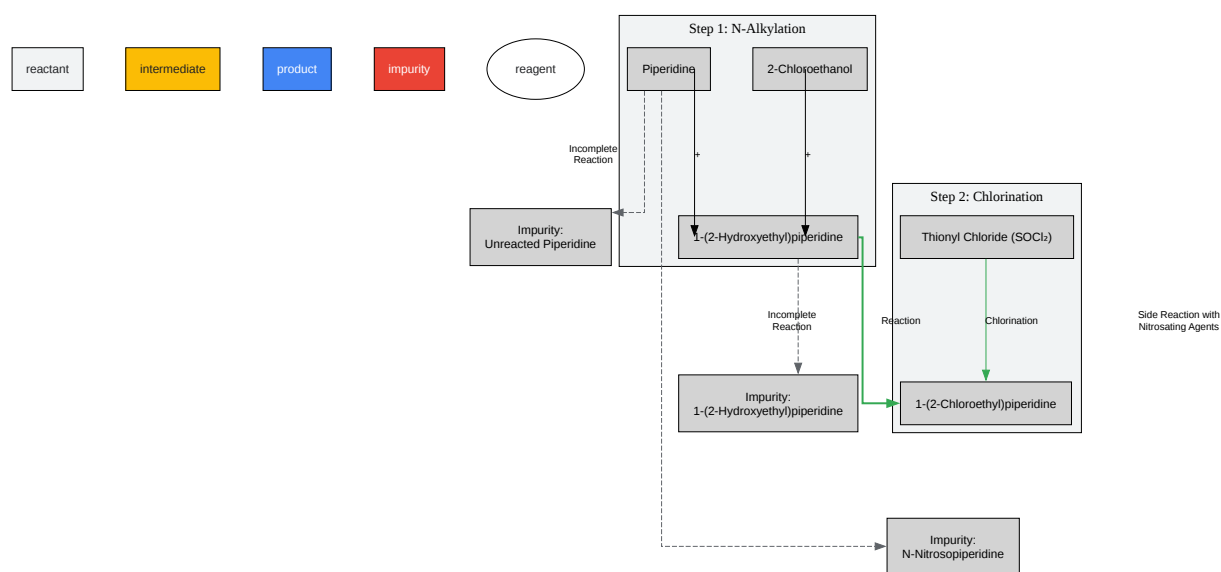 Step 1: N-Alkylation
reactant
intermediate
product
impurity
reagent
Piperidine
2-Chloroethanol
Incomplete
Reaction
+
+
Step 2: Chlorination
Impurity:
Unreacted Piperidine
1-(2-Hydroxyethyl)piperidine
Thionyl Chloride (SOCl₂)
Incomplete
Reaction
Reaction
Chlorination
Side Reaction with
Nitrosating Agents
Impurity:
1-(2-Hydroxyethyl)piperidine
1-(2-Chloroethyl)piperidine
Impurity:
N-Nitrosopiperidine